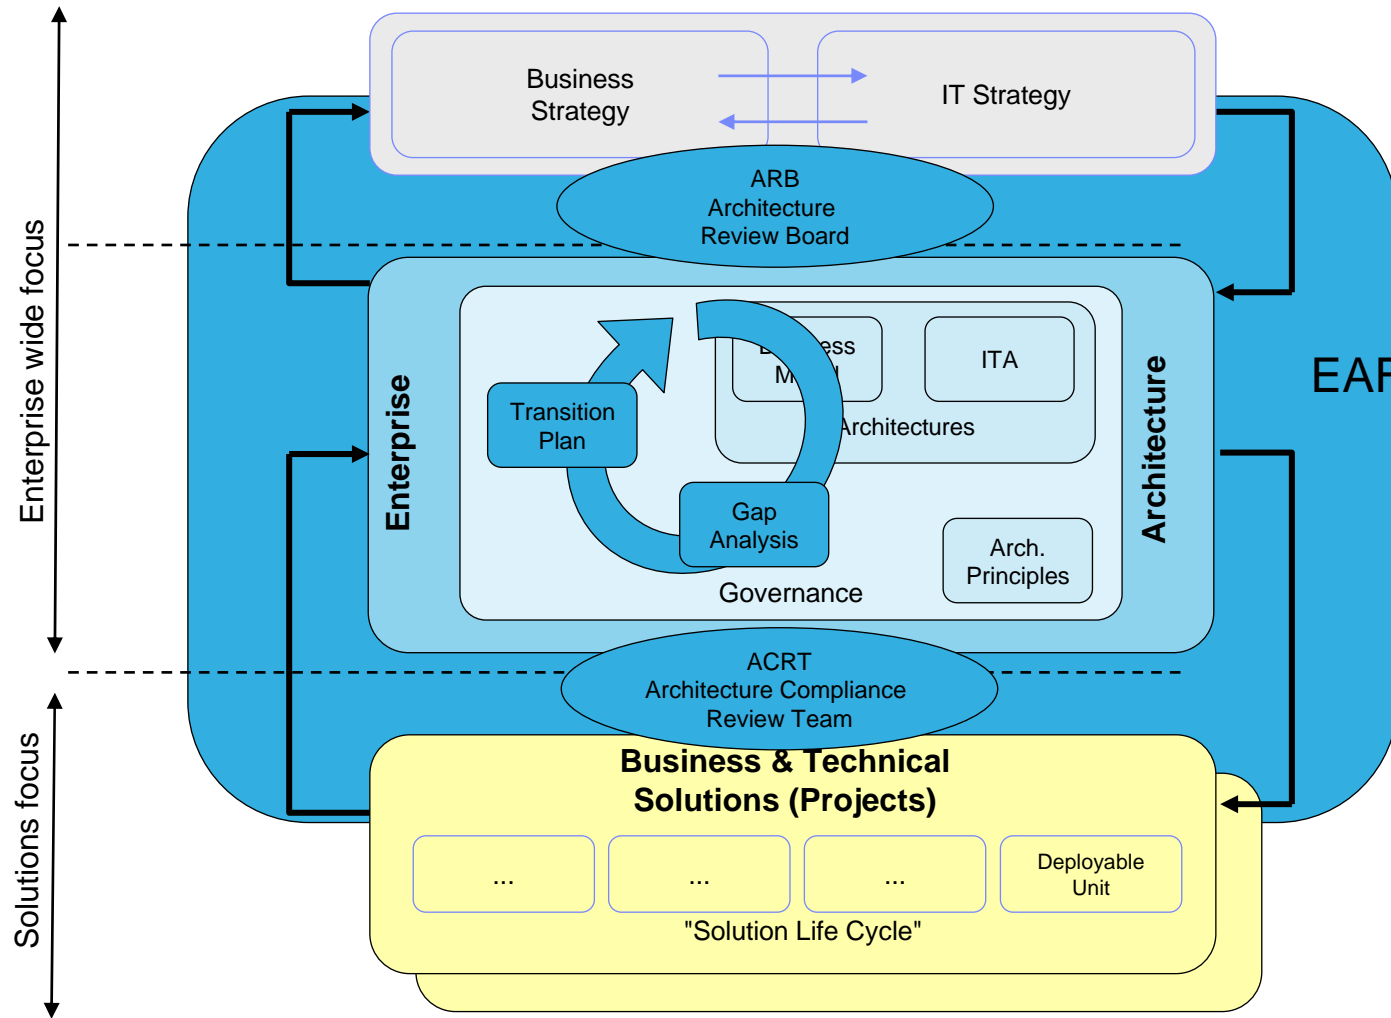 Business
Strategy
IT Strategy
ARB
Architecture
Review Board
Enterprise wide focus
Enterprise
Transition
Plan
ITA
Architectures
Gap
Analysis
Arch.
Principles
Governance
Architecture
ACRT
Architecture Compliance
Review Team
Solutions focus
Business & Technical
Solutions (Projects)
...
...
...
Deployable
Unit
"Solution Life Cycle"